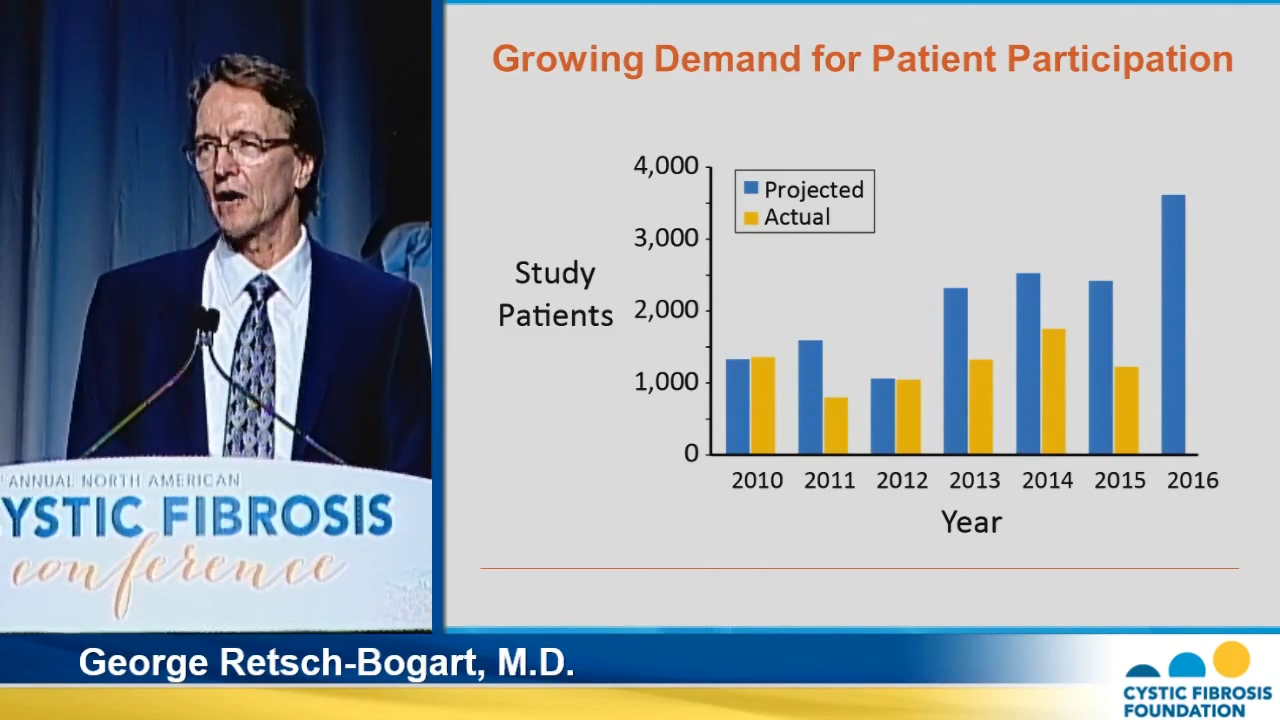 Growing Demand for Patient Participation
4,000
3,000
2,000
1,000
0
Projected
Actual
Study
Patients
2010 2011 2012 2013 2014 2015 2016
Year
ANNUAL NORTH AMERICAN
YSTIC FIBROSIS
conference
George Retsch-Bogart, M.D.
CYSTIC FIBROSIS
FOUNDATION